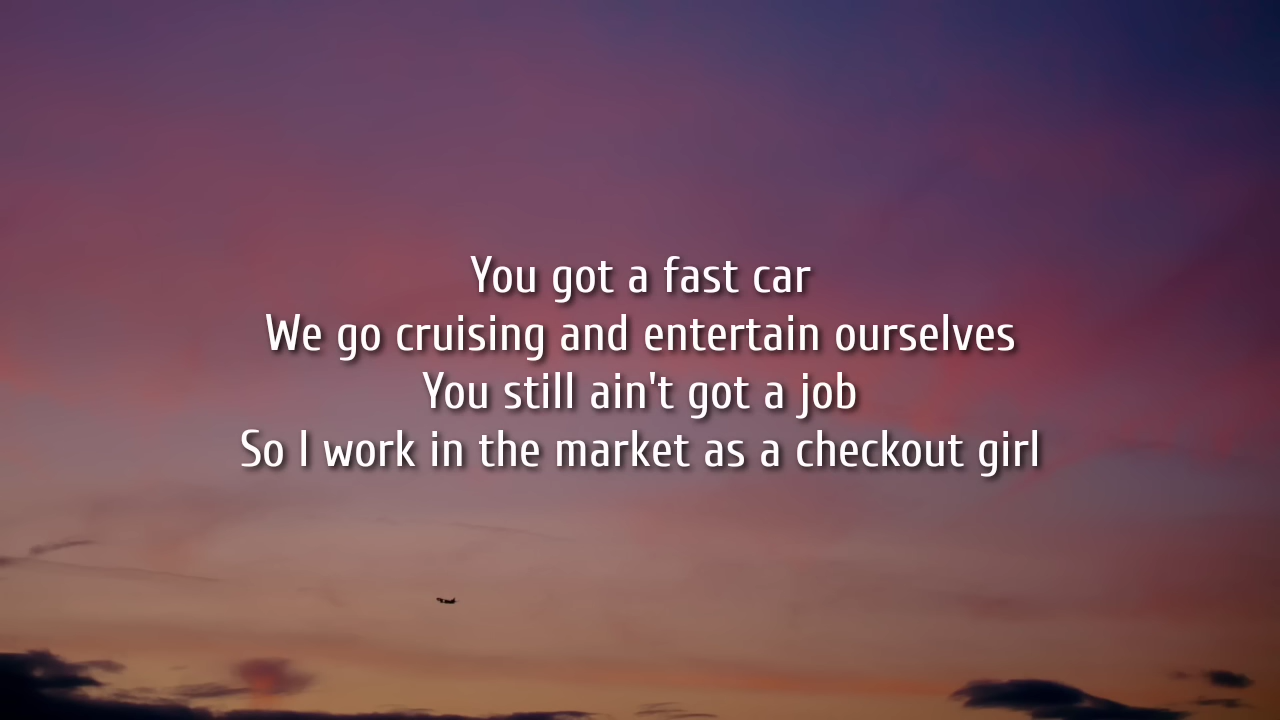 You got a fast car
We go cruising and entertain ourselves
You still ain't got a job
So I work in the market as a checkout girl